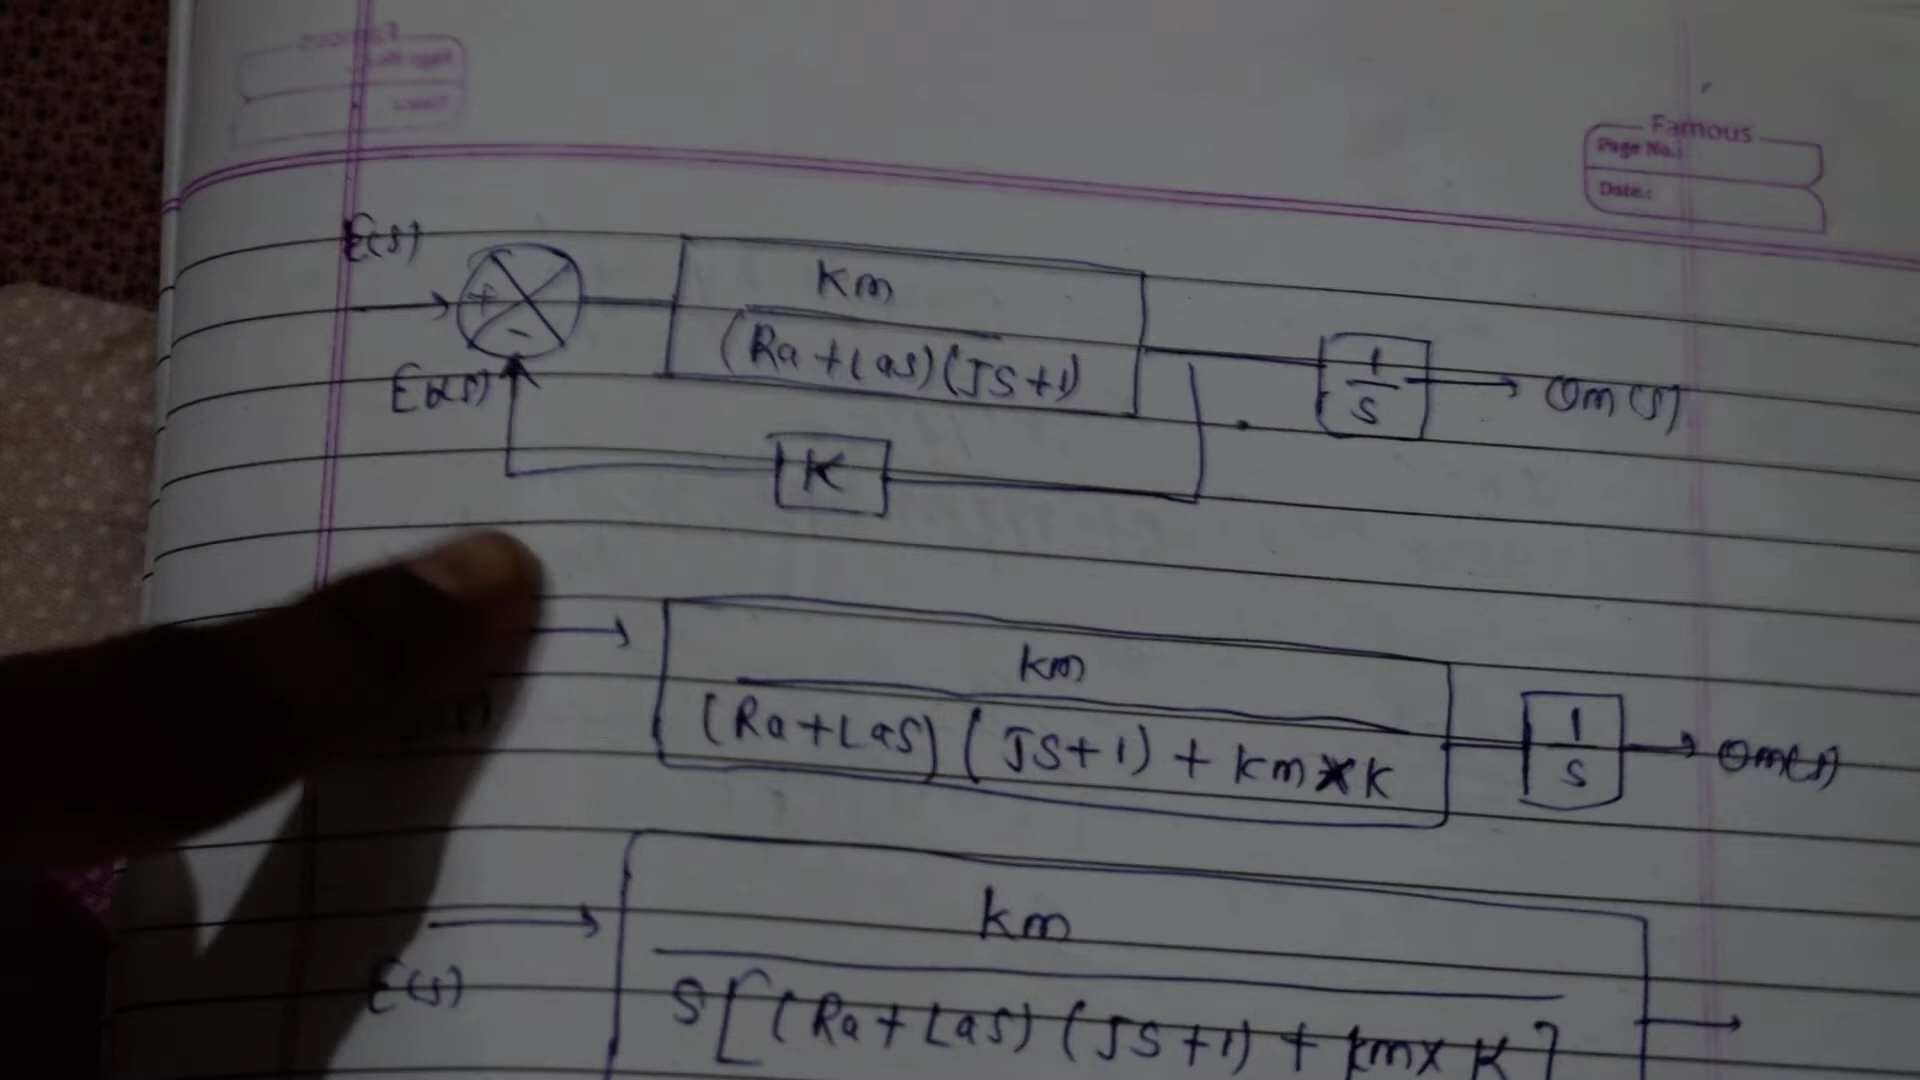 Famous
Page No.:
Date.:
E(s)
+
-
Km
(Ra+Las)(JS+1)
1
S
θm(s)
K
Km
(Ra+Las)(JS+1)+Km×K
1
S
θm(s)
Km
E(s)
S[(Ra+Las)(JS+1)+Km×K]